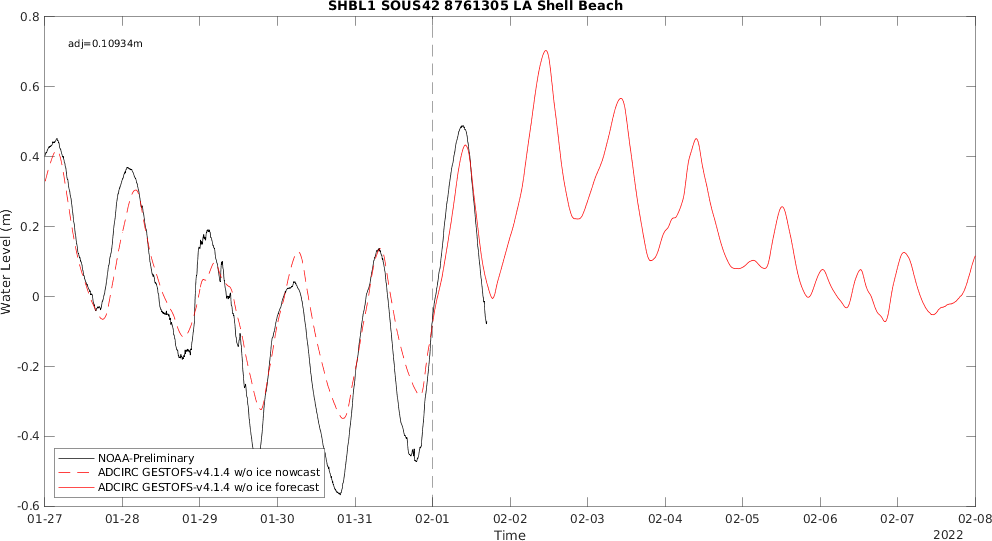 SHBL1 SOUS42 8761305 LA Shell Beach
adj=0.10934m
Water Level (m)
0.8
0.6
0.4
0.2
0
-0.2
-0.4
-0.6
NOAA-Preliminary
ADCIRC GESTOFS-v4.1.4 w/o ice nowcast
ADCIRC GESTOFS-v4.1.4 w/o ice forecast
01-27 01-28 01-29 01-30 01-31 02-01 02-02 02-03 02-04 02-05 02-06 02-07 02-08
Time
2022